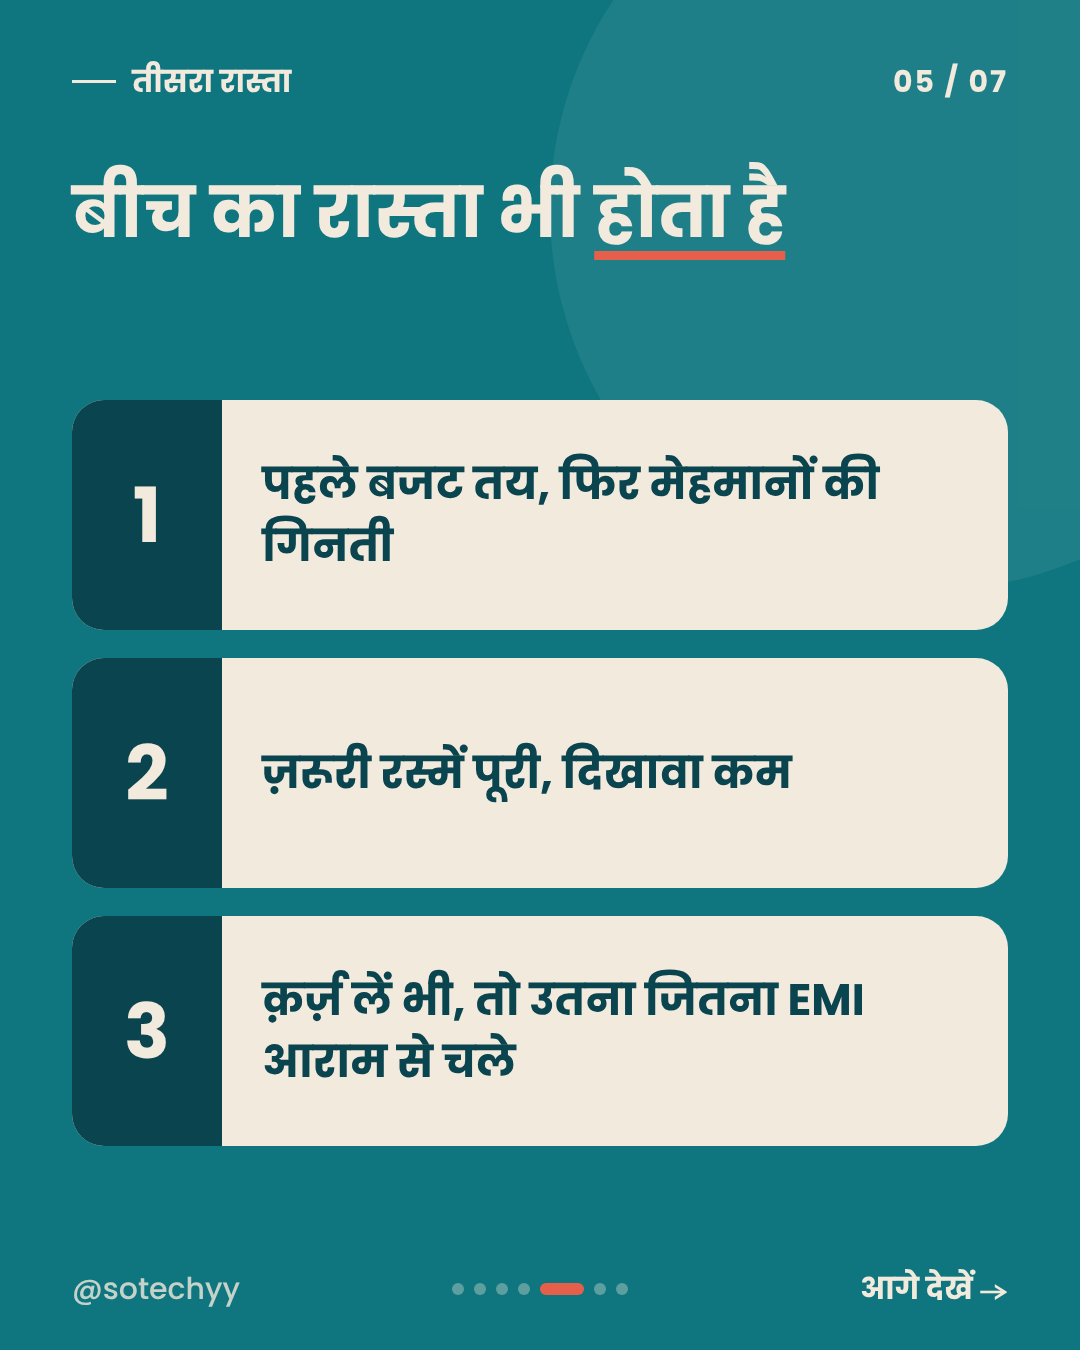 तीसरा रास्ता
05 / 07
बीच का रास्ता भी होता है
1
पहले बजट तय, फिर मेहमानों की
गिनती
2
ज़रूरी रस्में पूरी, दिखावा कम
3
क़र्ज़ लें भी, तो उतना जितना EMI
आराम से चले
@sotechyy
आगे देखें →